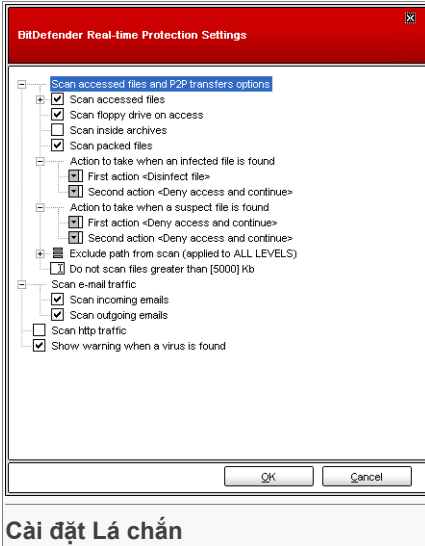 BitDefender Real-time Protection Settings
Scan accessed files and P2P transfers options
Scan accessed files
Scan floppy drive on access
Scan inside archives
Scan packed files
Action to take when an infected file is found
First action <Disinfect file>
Second action <Deny access and continue>
Action to take when a suspect file is found
First action <Deny access and continue>
Second action <Deny access and continue>
Exclude path from scan (applied to ALL LEVELS)
Do not scan files greater than [5000] Kb
Scan e-mail traffic
Scan incoming emails
Scan outgoing emails
Scan http traffic
Show warning when a virus is found
OK Cancel
Cài đặt Lá chắn